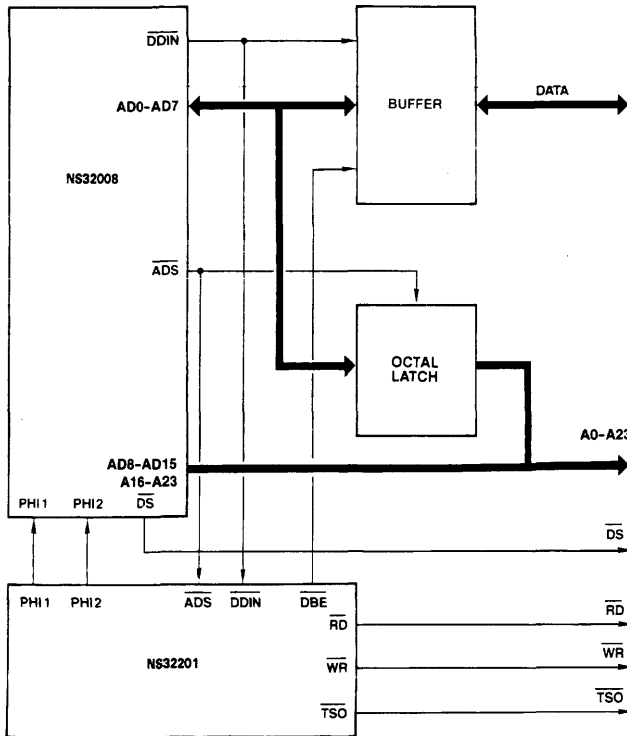 DDIN
AD0-AD7
BUFFER
DATA
NS32008
ADS
OCTAL
LATCH
A0-A23
AD8-AD15
A16-A23
PHI1 PHI2 DS
DS
PHI1 PHI2 ADS DDIN DBE
RD
RD
WR
WR
NS32201
TSO
TSO